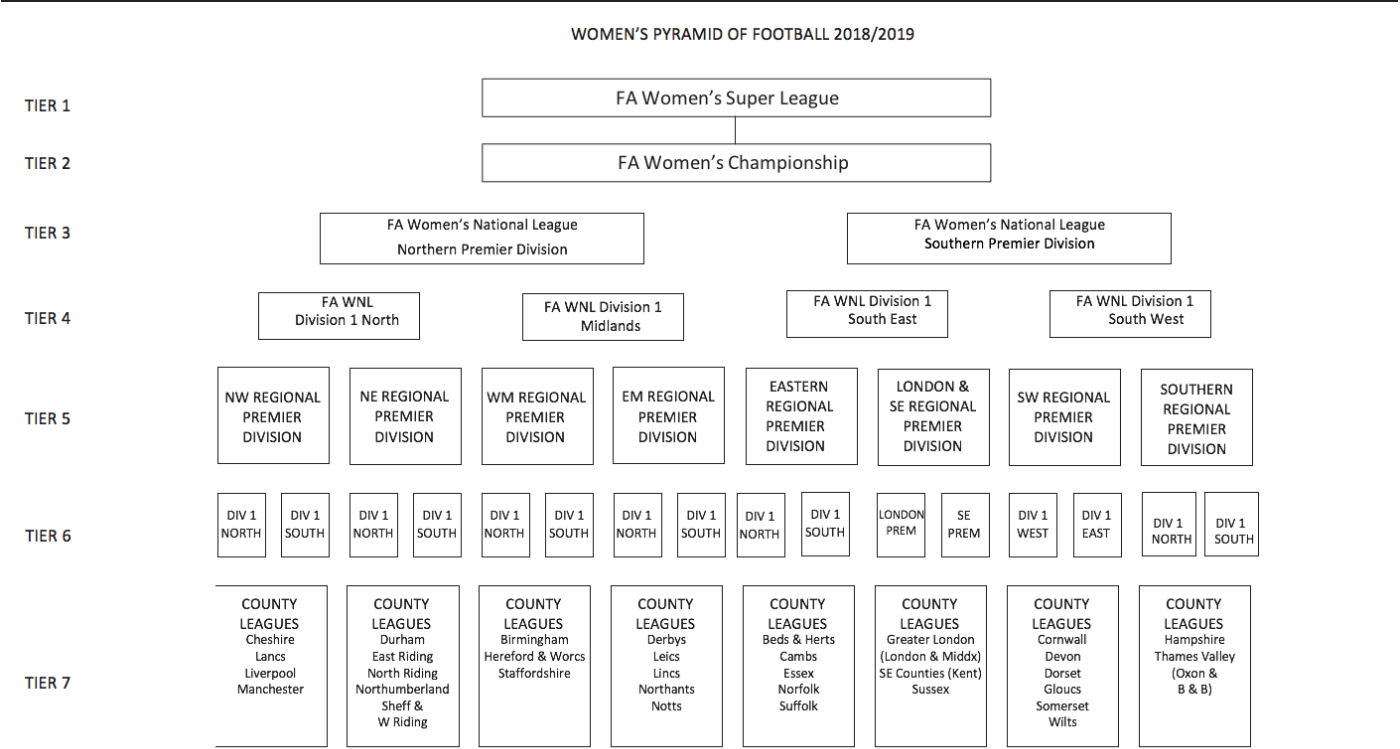 WOMEN'S PYRAMID OF FOOTBALL 2018/2019
TIER 1
FA Women's Super League
TIER 2
FA Women's Championship
TIER 3
FA Women's National League
Northern Premier Division
FA Women's National League
Southern Premier Division
TIER 4
FA WNL
Division 1 North
FA WNL Division 1
Midlands
FA WNL Division 1
South East
FA WNL Division 1
South West
TIER 5
NW REGIONAL
PREMIER
DIVISION
NE REGIONAL
PREMIER
DIVISION
WM REGIONAL
PREMIER
DIVISION
EM REGIONAL
PREMIER
DIVISION
EASTERN
REGIONAL
PREMIER
DIVISION
LONDON &
SE REGIONAL
PREMIER
DIVISION
SW REGIONAL
PREMIER
DIVISION
SOUTHERN
REGIONAL
PREMIER
DIVISION
TIER 6
DIV 1
NORTH
DIV 1
SOUTH
DIV 1
NORTH
DIV 1
SOUTH
DIV 1
NORTH
DIV 1
SOUTH
DIV 1
NORTH
DIV 1
SOUTH
DIV 1
NORTH
DIV 1
SOUTH
LONDON
PREM
SE
PREM
DIV 1
WEST
DIV 1
EAST
DIV 1
NORTH
DIV 1
SOUTH
TIER 7
COUNTY
LEAGUES
Cheshire
Lancs
Liverpool
Manchester
COUNTY
LEAGUES
Durham
East Riding
North Riding
Northumberland
Sheff &
W Riding
COUNTY
LEAGUES
Birmingham
Hereford & Worcs
Staffordshire
COUNTY
LEAGUES
Derbys
Leics
Lincs
Northants
Notts
COUNTY
LEAGUES
Beds & Herts
Cambs
Essex
Norfolk
Suffolk
COUNTY
LEAGUES
Greater London
(London & Middx)
SE Counties (Kent)
Sussex
COUNTY
LEAGUES
Cornwall
Devon
Dorset
Gloucs
Somerset
Wilts
COUNTY
LEAGUES
Hampshire
Thames Valley
(Oxon &
B & B)